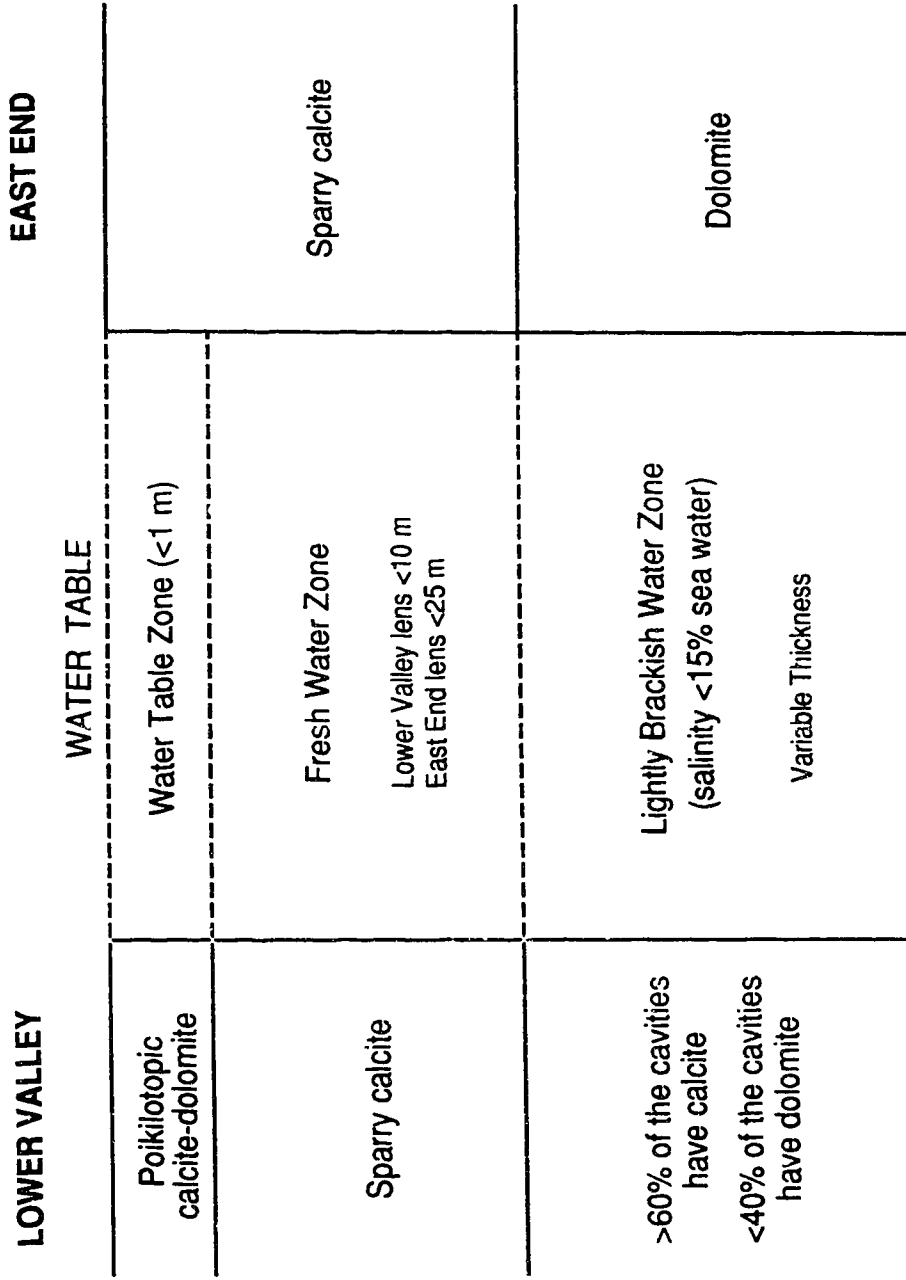 LOWER VALLEY
WATER TABLE
EAST END
Poikilotopic
calcite-dolomite
Water Table Zone (<1 m)
Sparry calcite
Fresh Water Zone
Lower Valley lens <10 m
East End lens <25 m
Sparry calcite
>60% of the cavities
have calcite
<40% of the cavities
have dolomite
Lightly Brackish Water Zone
(salinity <15% sea water)
Variable Thickness
Dolomite